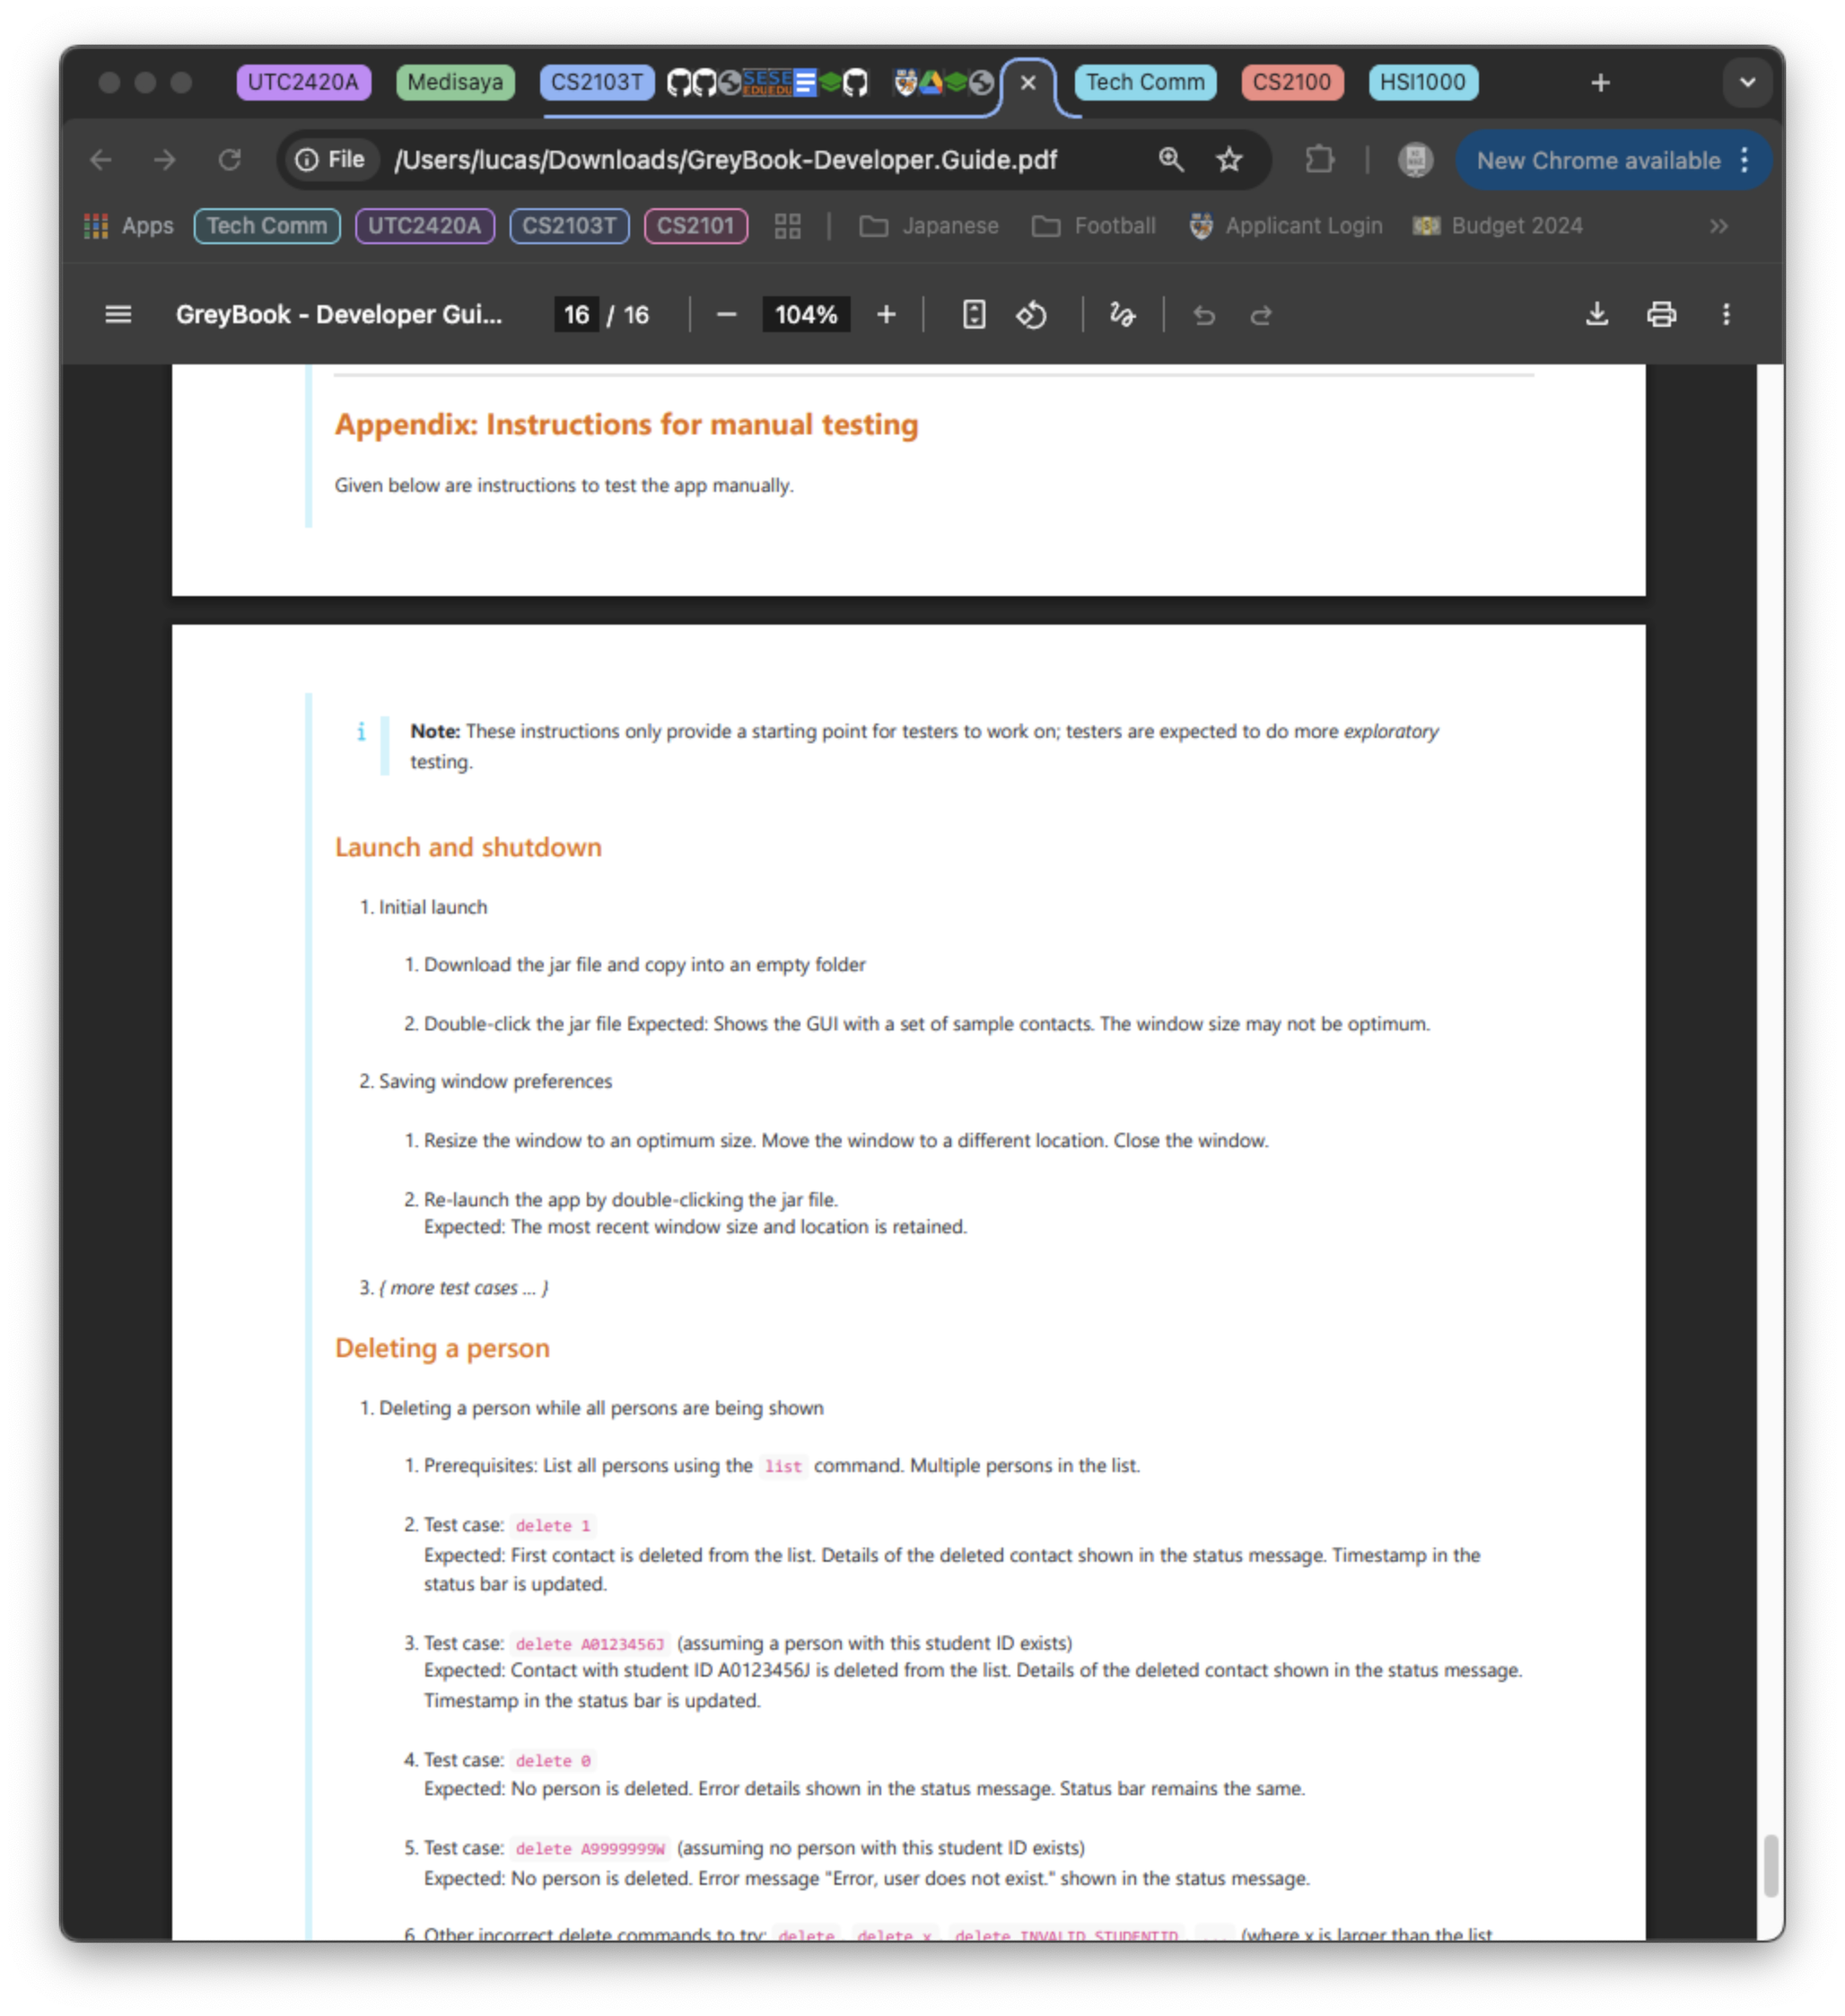 UTC2420A Medisaya CS2103T SESE EDUEDU Tech Comm CS2100 HSI1000
File /Users/lucas/Downloads/GreyBook-Developer.Guide.pdf New Chrome available
Apps Tech Comm UTC2420A CS2103T CS2101 Japanese Football Applicant Login Budget 2024
GreyBook - Developer Gui... 16 / 16 104%
Appendix: Instructions for manual testing
Given below are instructions to test the app manually.
Note: These instructions only provide a starting point for testers to work on; testers are expected to do more exploratory
testing.
Launch and shutdown
1. Initial launch
1. Download the jar file and copy into an empty folder
2. Double-click the jar file Expected: Shows the GUI with a set of sample contacts. The window size may not be optimum.
2. Saving window preferences
1. Resize the window to an optimum size. Move the window to a different location. Close the window.
2. Re-launch the app by double-clicking the jar file.
Expected: The most recent window size and location is retained.
3. { more test cases ... }
Deleting a person
1. Deleting a person while all persons are being shown
1. Prerequisites: List all persons using the list command. Multiple persons in the list.
2. Test case: delete 1
Expected: First contact is deleted from the list. Details of the deleted contact shown in the status message. Timestamp in the
status bar is updated.
3. Test case: delete A0123456J (assuming a person with this student ID exists)
Expected: Contact with student ID A0123456J is deleted from the list. Details of the deleted contact shown in the status message.
Timestamp in the status bar is updated.
4. Test case: delete 0
Expected: No person is deleted. Error details shown in the status message. Status bar remains the same.
5. Test case: delete A9999999W (assuming no person with this student ID exists)
Expected: No person is deleted. Error message "Error, user does not exist." shown in the status message.
6. Other incorrect delete commands to try: delete, delete x, delete INVALID_STUDENTID, ... (where x is larger than the list